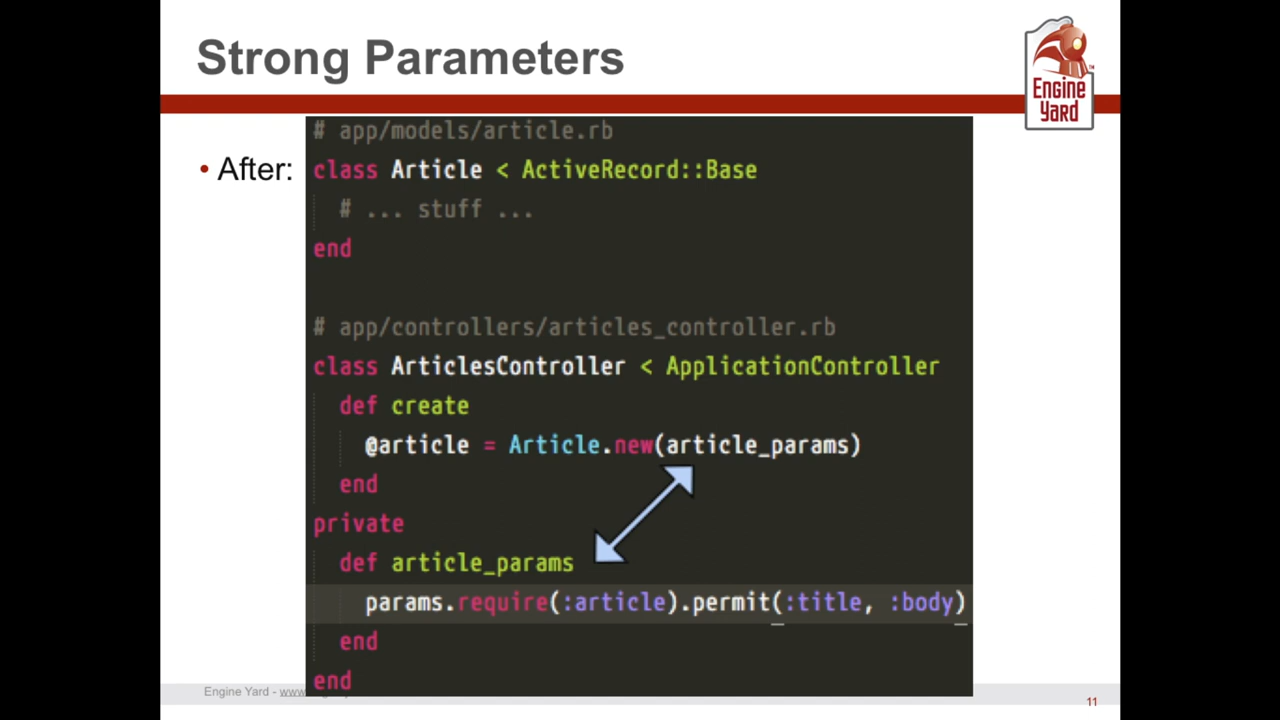 Strong Parameters
Engine
Yard
™
• After:
# app/models/article.rb
class Article < ActiveRecord::Base
  # ... stuff ...
end
# app/controllers/articles_controller.rb
class ArticlesController < ApplicationController
  def create
    @article = Article.new(article_params)
  end
private
  def article_params
    params.require(:article).permit(:title, :body)
  end
end
Engine Yard - www
11